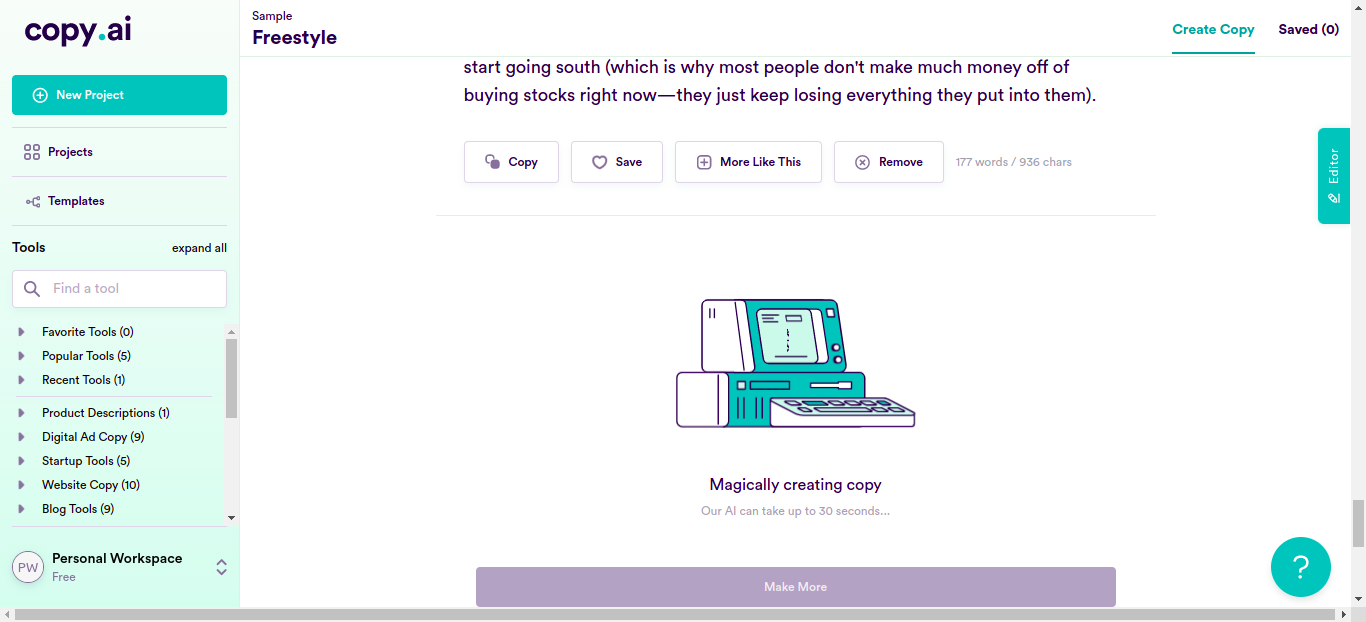 copy.ai
New Project
Projects
Templates
Tools
expand all
Find a tool
Favorite Tools (0)
Popular Tools (5)
Recent Tools (1)
Product Descriptions (1)
Digital Ad Copy (9)
Startup Tools (5)
Website Copy (10)
Blog Tools (9)
PW
Personal Workspace
Free
Sample
Freestyle
Create Copy
Saved (0)
start going south (which is why most people don't make much money off of
buying stocks right now—they just keep losing everything they put into them).
Copy
Save
More Like This
Remove
177 words / 936 chars
Magically creating copy
Our AI can take up to 30 seconds...
Make More
Editor
?